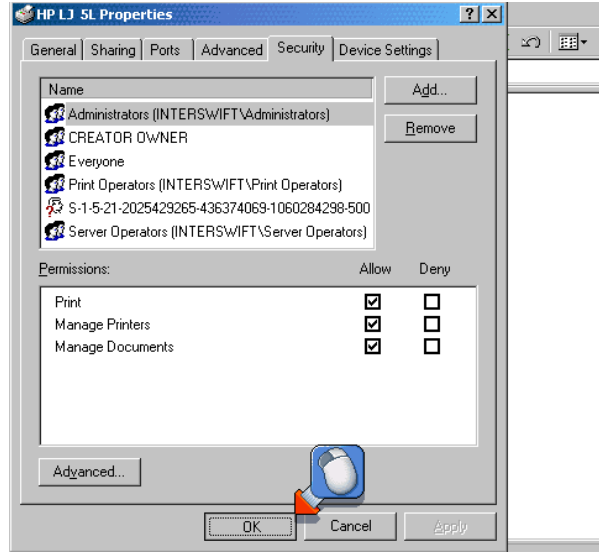 HP LJ 5L Properties
General Sharing Ports Advanced Security Device Settings
Name
Administrators (INTERSWIFT\Administrators)
CREATOR OWNER
Everyone
Print Operators (INTERSWIFT\Print Operators)
S-1-5-21-2025429265-436374069-1060284298-500
Server Operators (INTERSWIFT\Server Operators)
Add...
Remove
Permissions: Allow Deny
Print
Manage Printers
Manage Documents
Advanced...
OK Cancel Apply